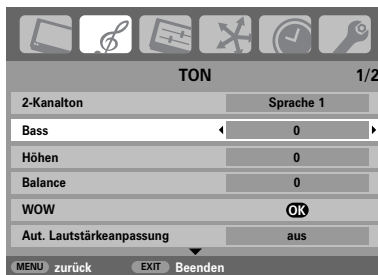 TON 1/2
2-Kanalton Sprache 1
Bass 0
Höhen 0
Balance 0
WOW OK
Aut. Lautstärkeanpassung aus
MENU zurück EXIT Beenden